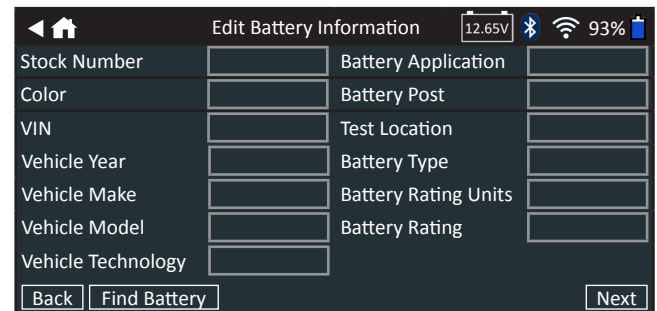 Edit Battery Information 12.65V 93%
Stock Number Battery Application
Color Battery Post
VIN Test Location
Vehicle Year Battery Type
Vehicle Make Battery Rating Units
Vehicle Model Battery Rating
Vehicle Technology
Back Find Battery Next